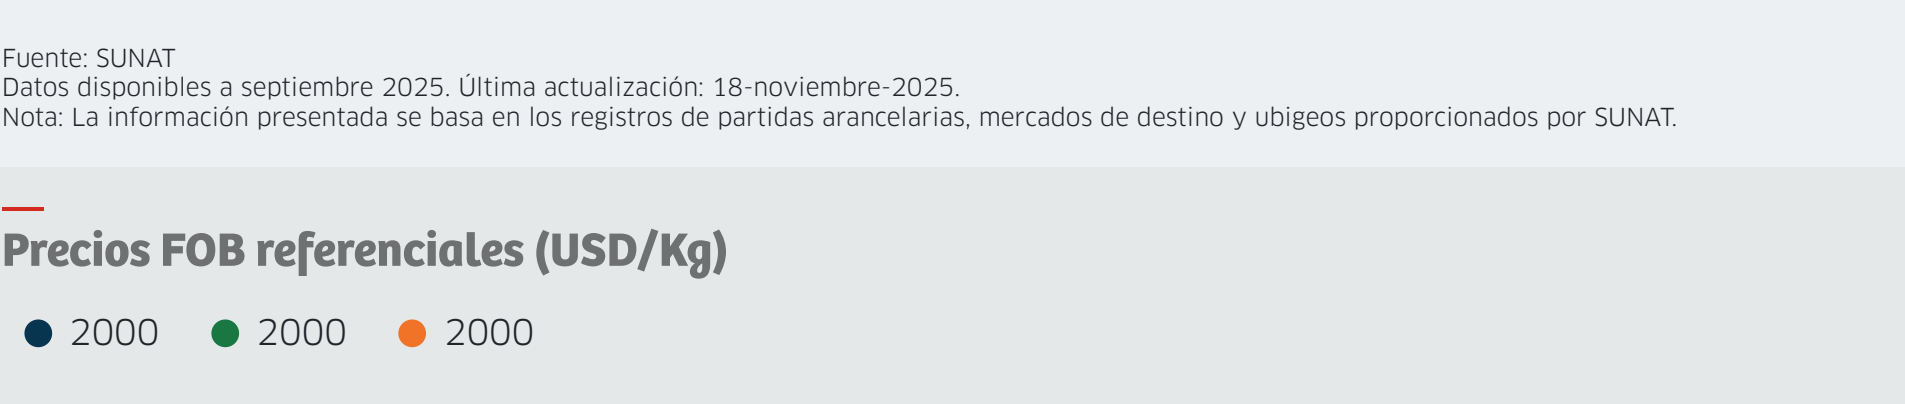 Fuente: SUNAT
Datos disponibles a septiembre 2025. Última actualización: 18-noviembre-2025.
Nota: La información presentada se basa en los registros de partidas arancelarias, mercados de destino y ubigeos proporcionados por SUNAT.
Precios FOB referenciales (USD/Kg)
2000 2000 2000